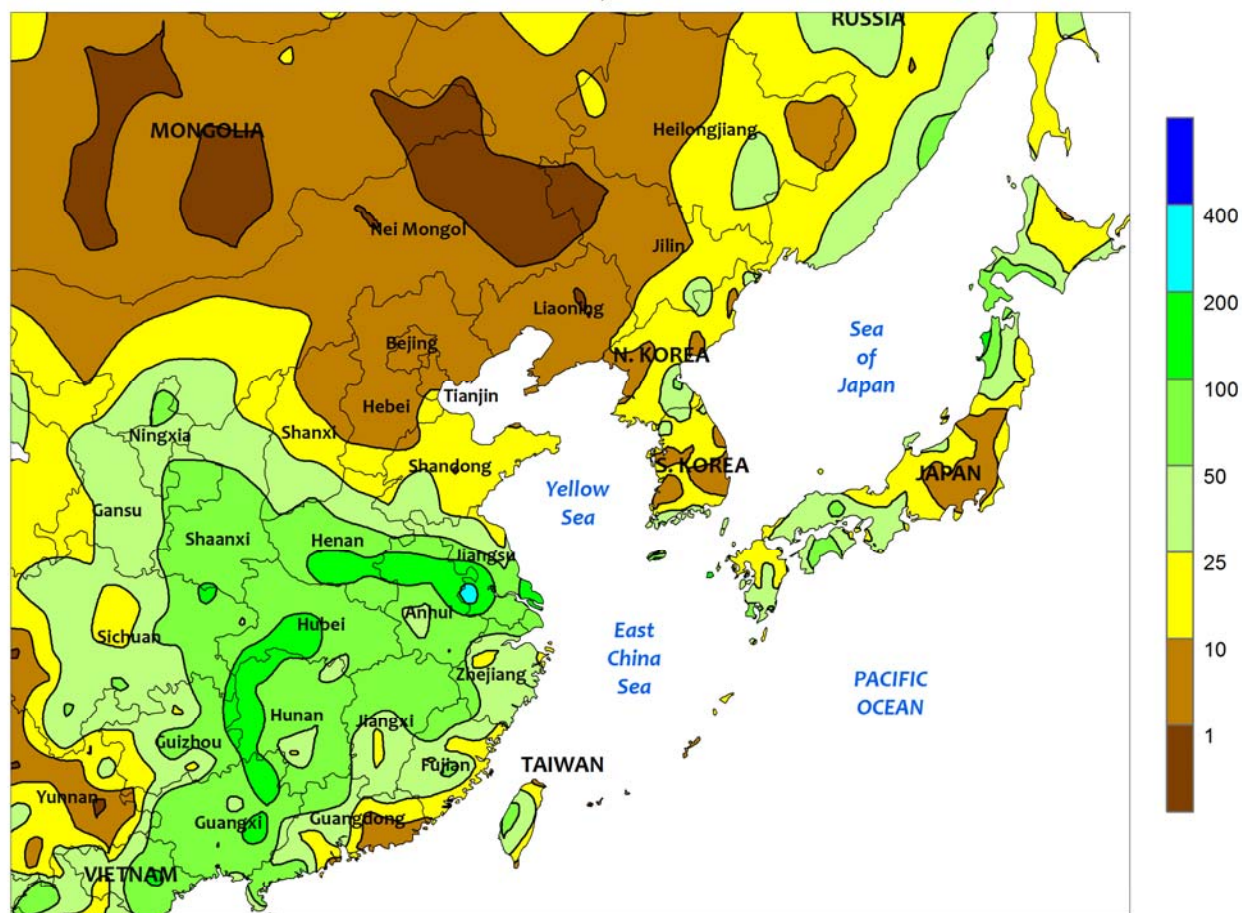 RUSSIA
MONGOLIA
Heilongjiang
Nei Mongol
Jilin
Liaoning
Bejing
N. KOREA
Sea
of
Japan
Hebei
Tianjin
Ningxia
Shanxi
Shandong
S. KOREA
JAPAN
Gansu
Yellow
Sea
Shaanxi
Henan
Jiangsu
Anhui
Hubei
Sichuan
East
China
Sea
Zhejiang
PACIFIC
OCEAN
Hunan
Jiangxi
Guizhou
Fujian
TAIWAN
Yunnan
Guangxi
Guangdong
VIETNAM
400
200
100
50
25
10
1